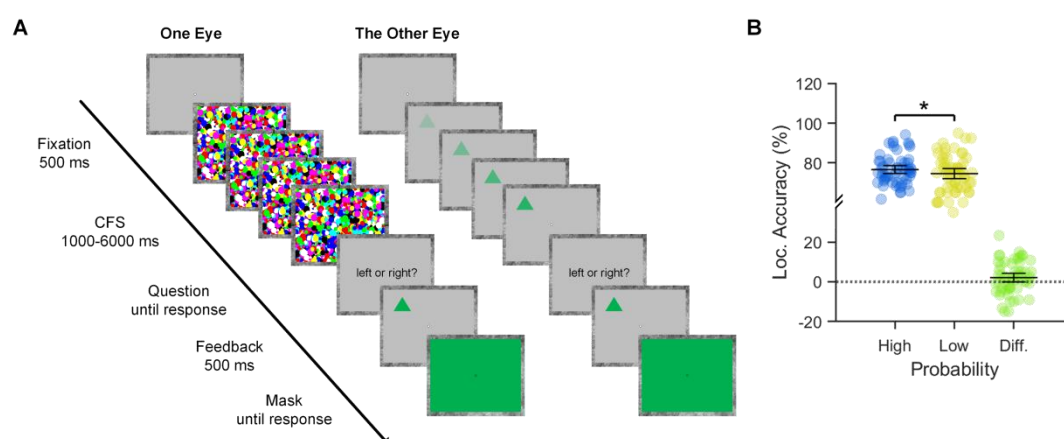 A
One Eye
The Other Eye
Fixation
500 ms
CFS
1000-6000 ms
Question
until response
Feedback
500 ms
Mask
until response
left or right?
left or right?
B
Loc. Accuracy (%)
120
100
80
20
0
-20
*
High
Low
Diff.
Probability